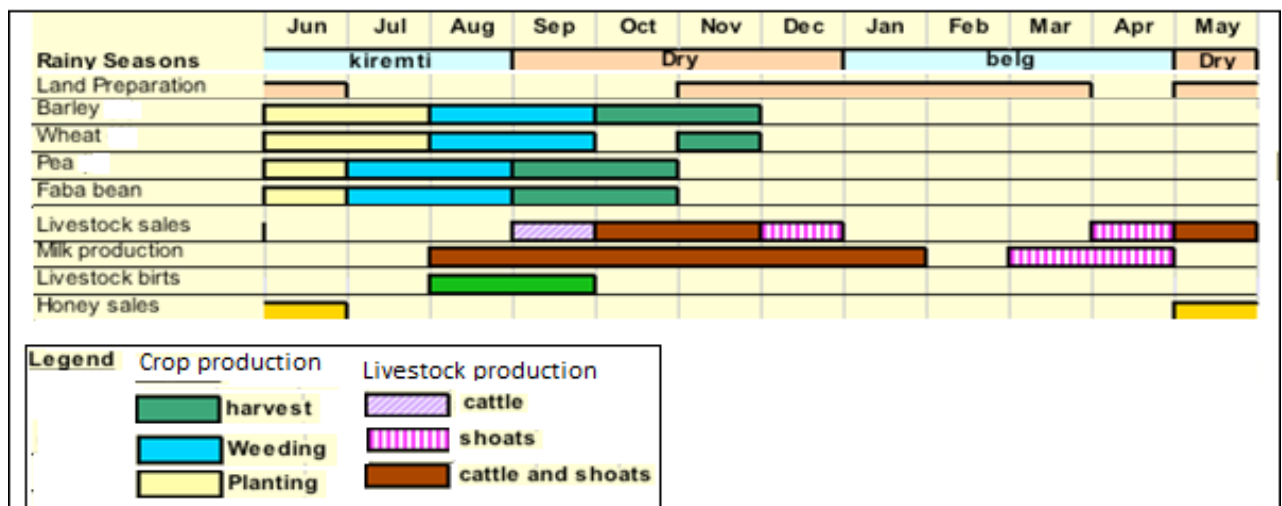 Jun Jul Aug Sep Oct Nov Dec Jan Feb Mar Apr May
Rainy Seasons kiremti Dry belg Dry
Land Preparation
Barley
Wheat
Pea
Faba bean
Livestock sales
Milk production
Livestock birts
Honey sales
Legend Crop production Livestock production
harvest cattle
Weeding shoats
Planting cattle and shoats